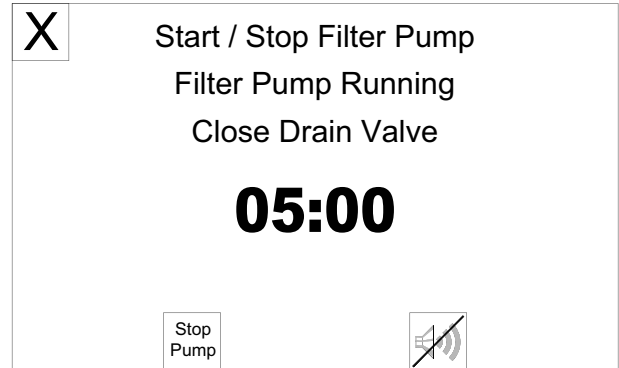 X
Start / Stop Filter Pump
Filter Pump Running
Close Drain Valve
05:00
Stop
Pump